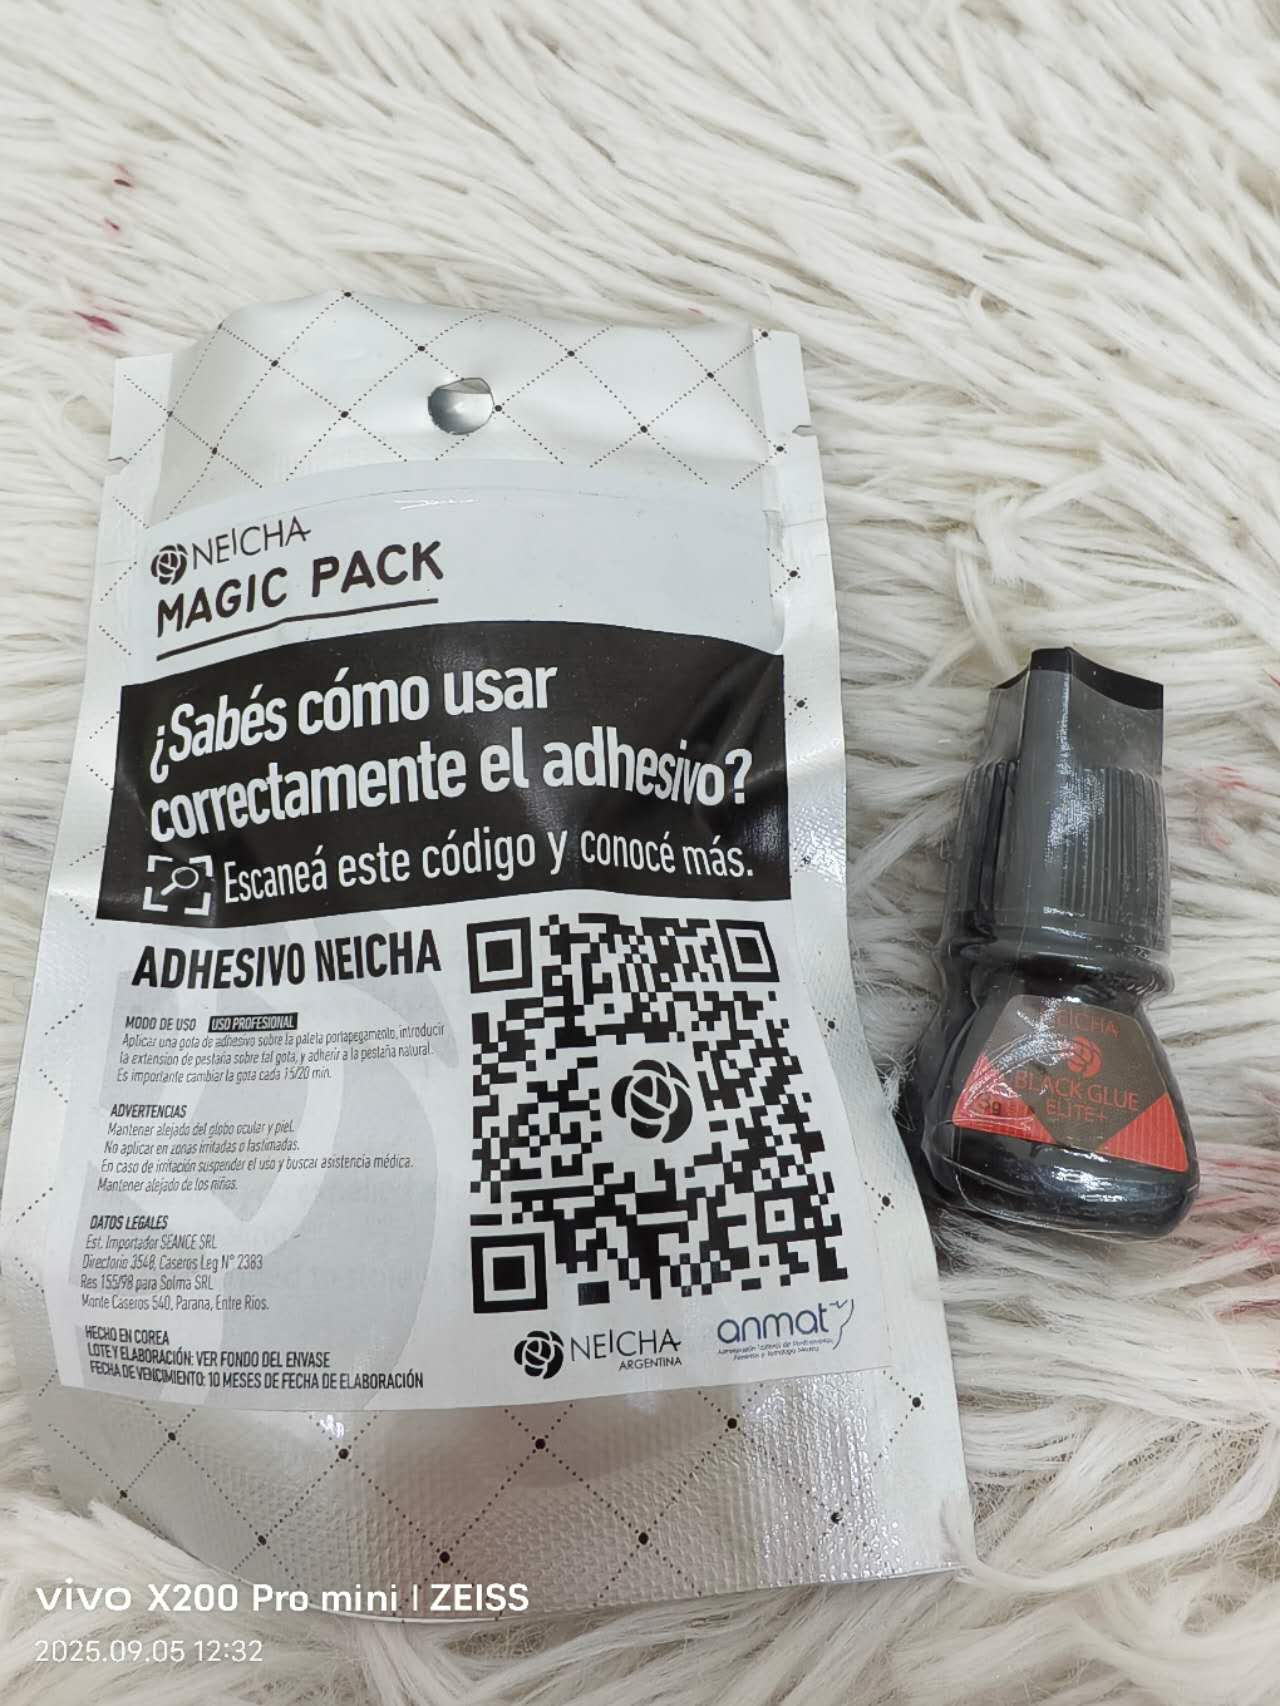 NEICHA
MAGIC PACK
¿Sabés cómo usar
correctamente el adhesivo?
Escaneá este código y conocé más.
ADHESIVO NEICHA
MODO DE USO USO PROFESIONAL
Aplicar una gota de adhesivo sobre la paleta portapegamento, introducir
la extensión de pestaña sobre tal gota, y adherir a la pestaña natural.
Es importante cambiar la gota cada 15/20 min.
ADVERTENCIAS
Mantener alejado del globo ocular y piel.
No aplicar en zonas irritadas o lastimadas.
En caso de irritación suspender el uso y buscar asistencia médica.
Mantener alejado de los niños.
DATOS LEGALES
Est. Importador SEANCE SRL
Directorio 3548, Caseros Leg N° 2383
Res 155/98 para Solma SRL
Monte Caseros 540, Parana, Entre Rios.
HECHO EN COREA
LOTE Y ELABORACIÓN: VER FONDO DEL ENVASE
FECHA DE VENCIMIENTO: 10 MESES DE FECHA DE ELABORACIÓN
NEICHA
ARGENTINA
anmat
NEICHA
BLACK GLUE
ELITE+
vivo X200 Pro mini | ZEISS
2025.09.05 12:32